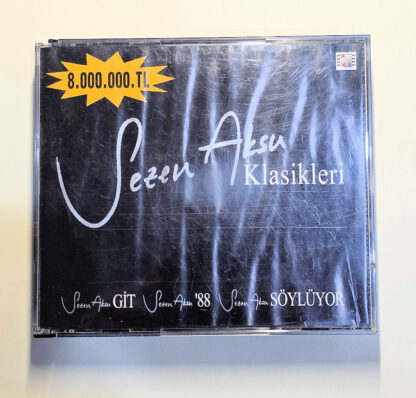 8.000.000.TL
Sezen Aksu
Klasikleri
Sezen Aksu GİT Sezen Aksu '88 Sezen Aksu SÖYLÜYOR